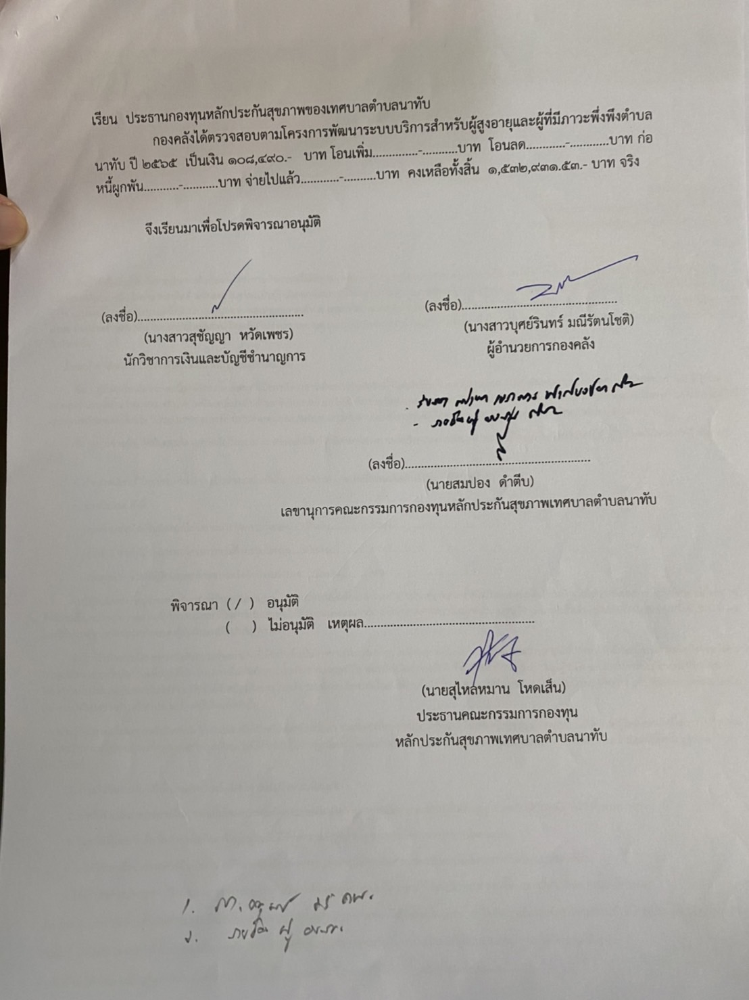 เรียน ประธานกองทุนหลักประกันสุขภาพของเทศบาลตำบลนาทับ
กองคลังได้ตรวจสอบตามโครงการพัฒนาระบบบริการสำหรับผู้สูงอายุและผู้ที่มีภาวะพึ่งพิงตำบล
นาทับ ปี ๒๕๖๕ เป็นเงิน ๑๐๘,๔๙๐.- บาท โอนเพิ่ม..............-...........บาท โอนลด............-............บาท ก่อ
หนี้ผูกพัน...........-...........บาท จ่ายไปแล้ว............-..........บาท คงเหลือทั้งสิ้น ๑,๕๓๒,๙๓๑.๕๓.- บาท จริง
จึงเรียนมาเพื่อโปรดพิจารณาอนุมัติ
(ลงชื่อ).................................................... (ลงชื่อ)................................................
(นางสาวสุชัญญา หวัดเพชร) (นางสาวบุศย์รินทร์ มณีรัตนโชติ)
นักวิชาการเงินและบัญชีชำนาญการ ผู้อำนวยการกองคลัง
(ลงชื่อ).........................................................
(นายสมปอง ดำตีบ)
เลขานุการคณะกรรมการกองทุนหลักประกันสุขภาพเทศบาลตำบลนาทับ
พิจารณา ( / ) อนุมัติ
( ) ไม่อนุมัติ เหตุผล....................................................
(นายสุไหลหมาน โหดเส็น)
ประธานคณะกรรมการกองทุน
หลักประกันสุขภาพเทศบาลตำบลนาทับ
1.
2.